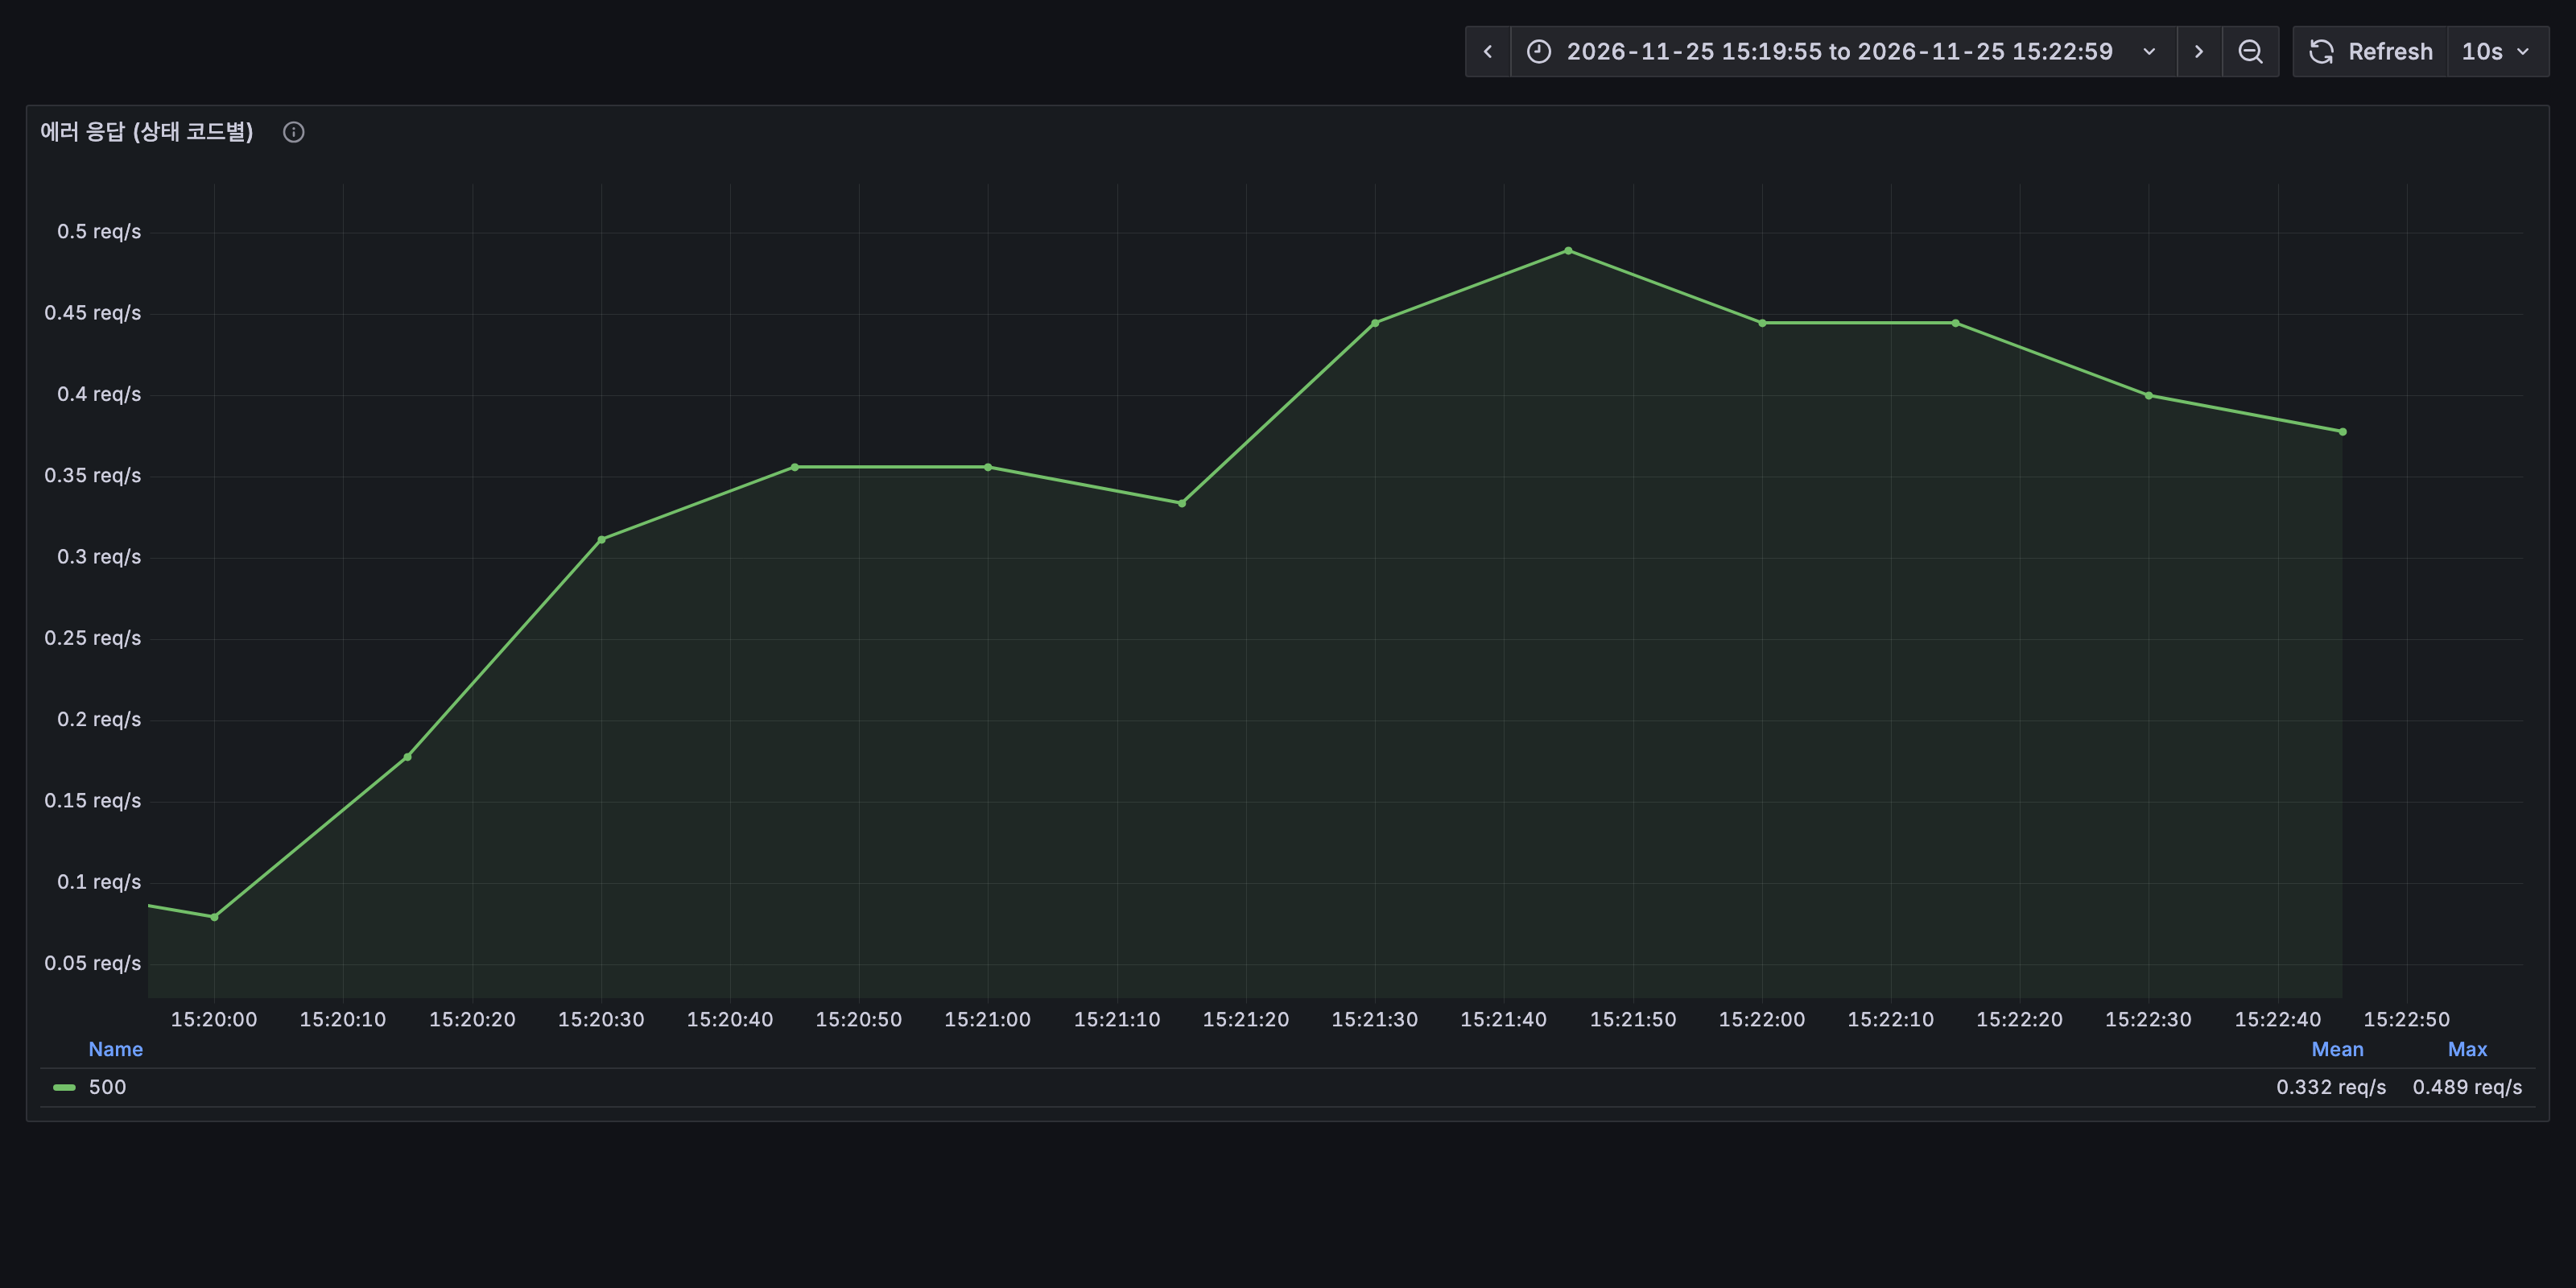 2026-11-25 15:19:55 to 2026-11-25 15:22:59 Refresh 10s
에러 응답 (상태 코드별)
0.5 req/s
0.45 req/s
0.4 req/s
0.35 req/s
0.3 req/s
0.25 req/s
0.2 req/s
0.15 req/s
0.1 req/s
0.05 req/s
15:20:00 15:20:10 15:20:20 15:20:30 15:20:40 15:20:50 15:21:00 15:21:10 15:21:20 15:21:30 15:21:40 15:21:50 15:22:00 15:22:10 15:22:20 15:22:30 15:22:40 15:22:50
Name Mean Max
500 0.332 req/s 0.489 req/s